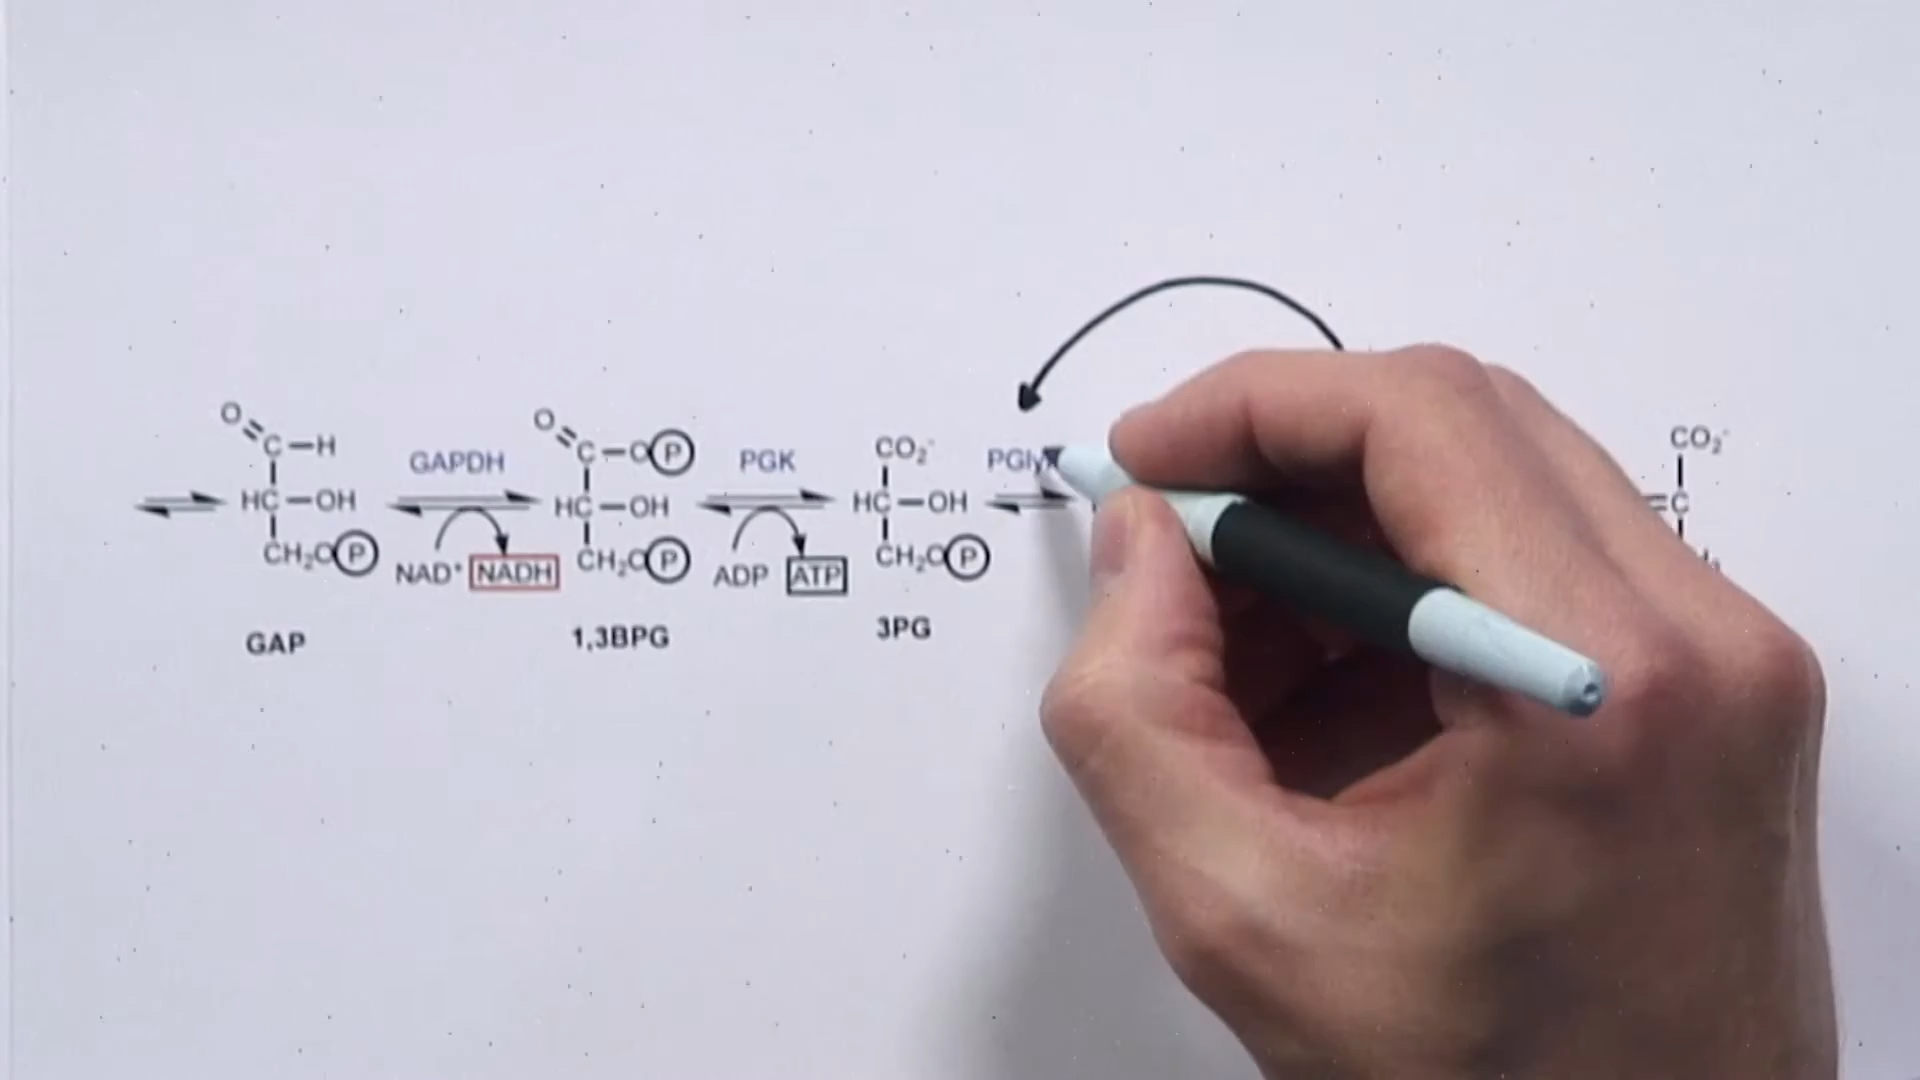 O
C—H
HC—OH
CH₂O(P)
GAP
GAPDH
NAD⁺ NADH
O
C—O(P)
HC—OH
CH₂O(P)
1,3BPG
PGK
ADP ATP
CO₂⁻
HC—OH
CH₂O(P)
3PG
CO₂⁻
=C